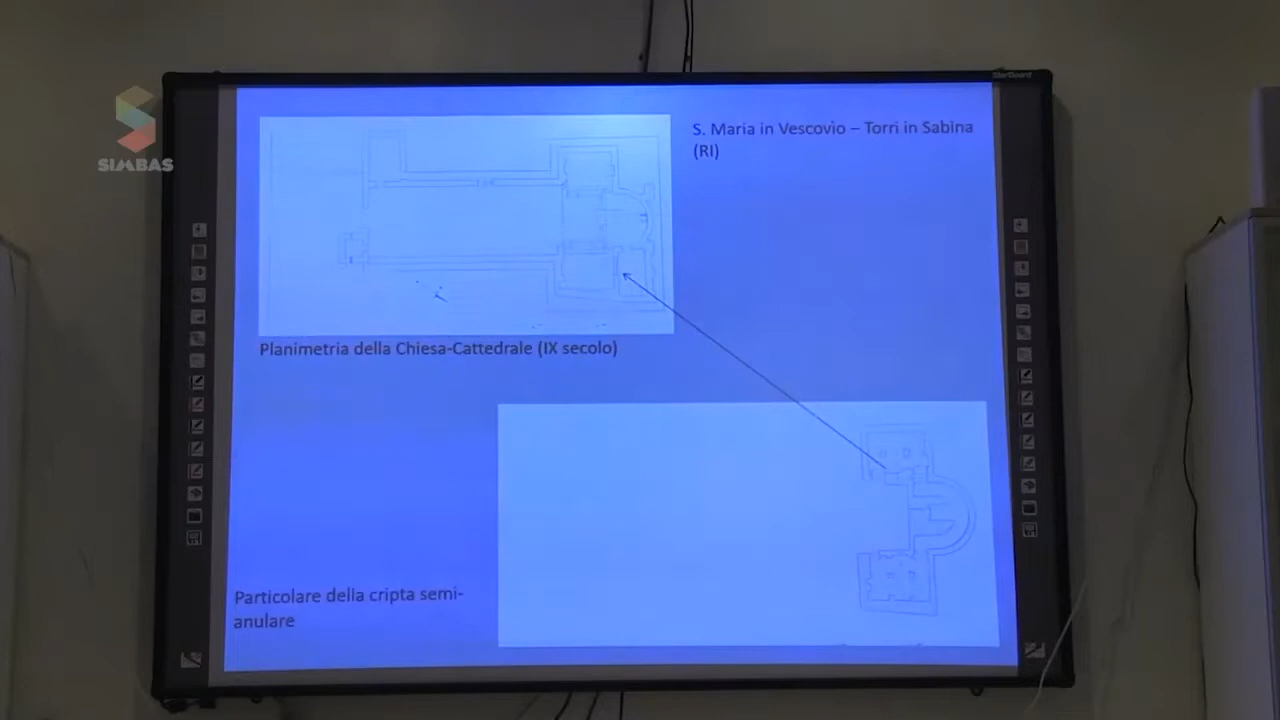 StarBoard
SIMBAS
S. Maria in Vescovio – Torri in Sabina
(RI)
Planimetria della Chiesa-Cattedrale (IX secolo)
Particolare della cripta semi-
anulare